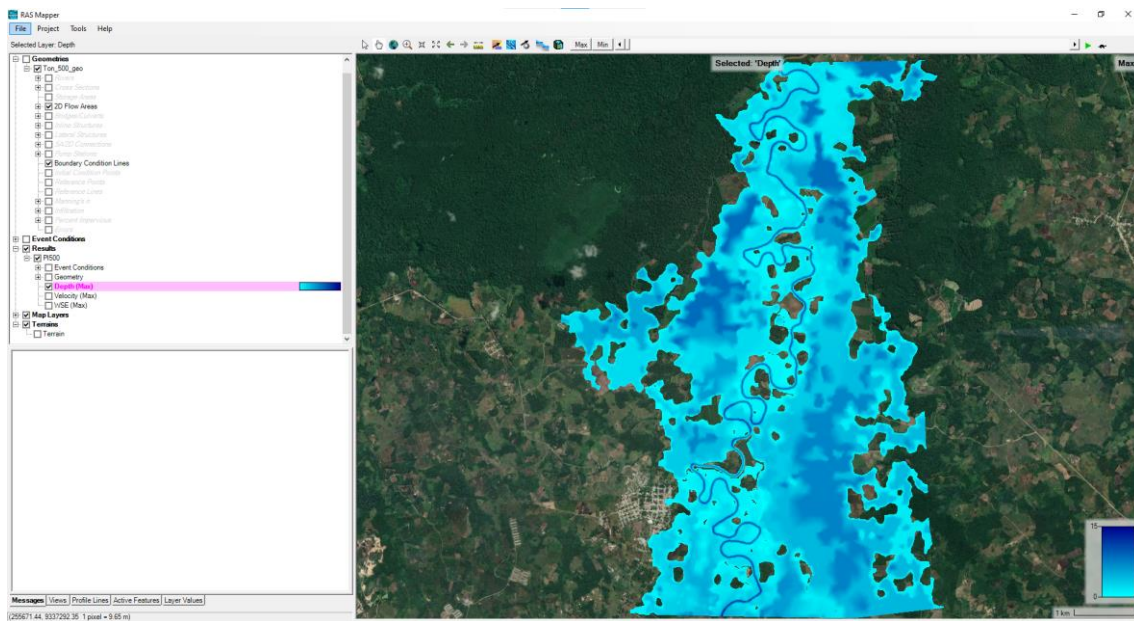 RAS Mapper
File Project Tools Help
Selected Layer: Depth
Max Min
Geometries
Ton_500_geo
Rivers
Cross Sections
Storage Areas
2D Flow Areas
Bridges/Culverts
Inline Structures
Lateral Structures
SA/2D Connections
Pump Stations
Boundary Condition Lines
Initial Condition Points
Reference Points
Reference Lines
Manning's n
Infiltration
Percent Impervious
Errors
Event Conditions
Results
Pl500
Event Conditions
Geometry
Depth (Max)
Velocity (Max)
WSE (Max)
Map Layers
Terrains
Terrain
Selected: 'Depth'
Max
15
0
1 km
Messages Views Profile Lines Active Features Layer Values
(255671.44, 9337292.35 1 pixel = 9.65 m)